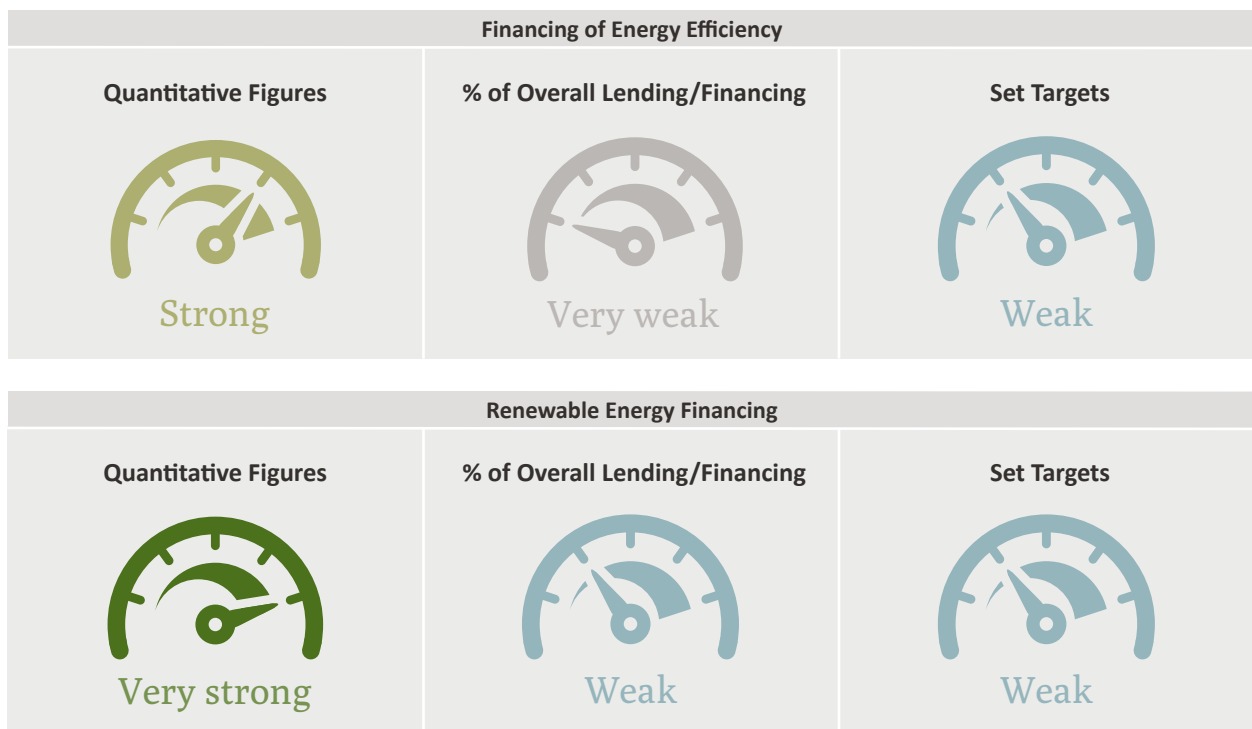 Financing of Energy Efficiency
Quantitative Figures
% of Overall Lending/Financing
Set Targets
Strong
Very weak
Weak
Renewable Energy Financing
Quantitative Figures
% of Overall Lending/Financing
Set Targets
Very strong
Weak
Weak